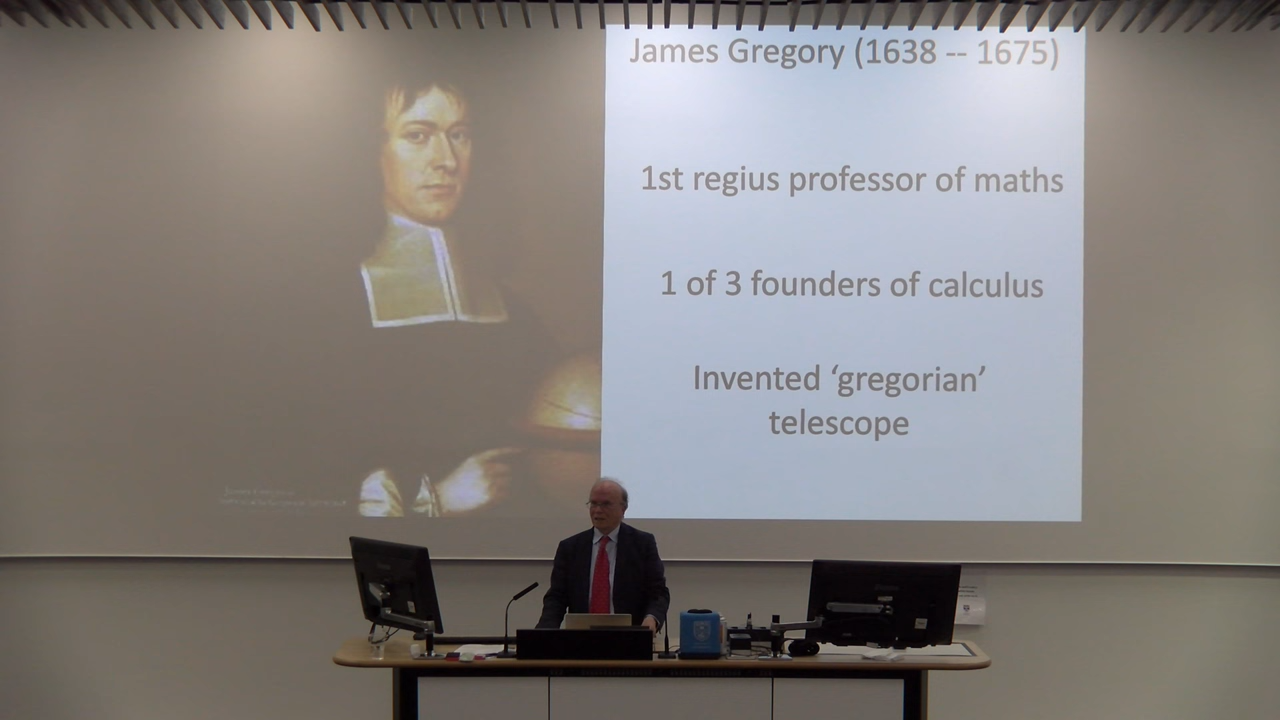 James Gregory (1638 -- 1675)
1st regius professor of maths
1 of 3 founders of calculus
Invented ‘gregorian’
telescope